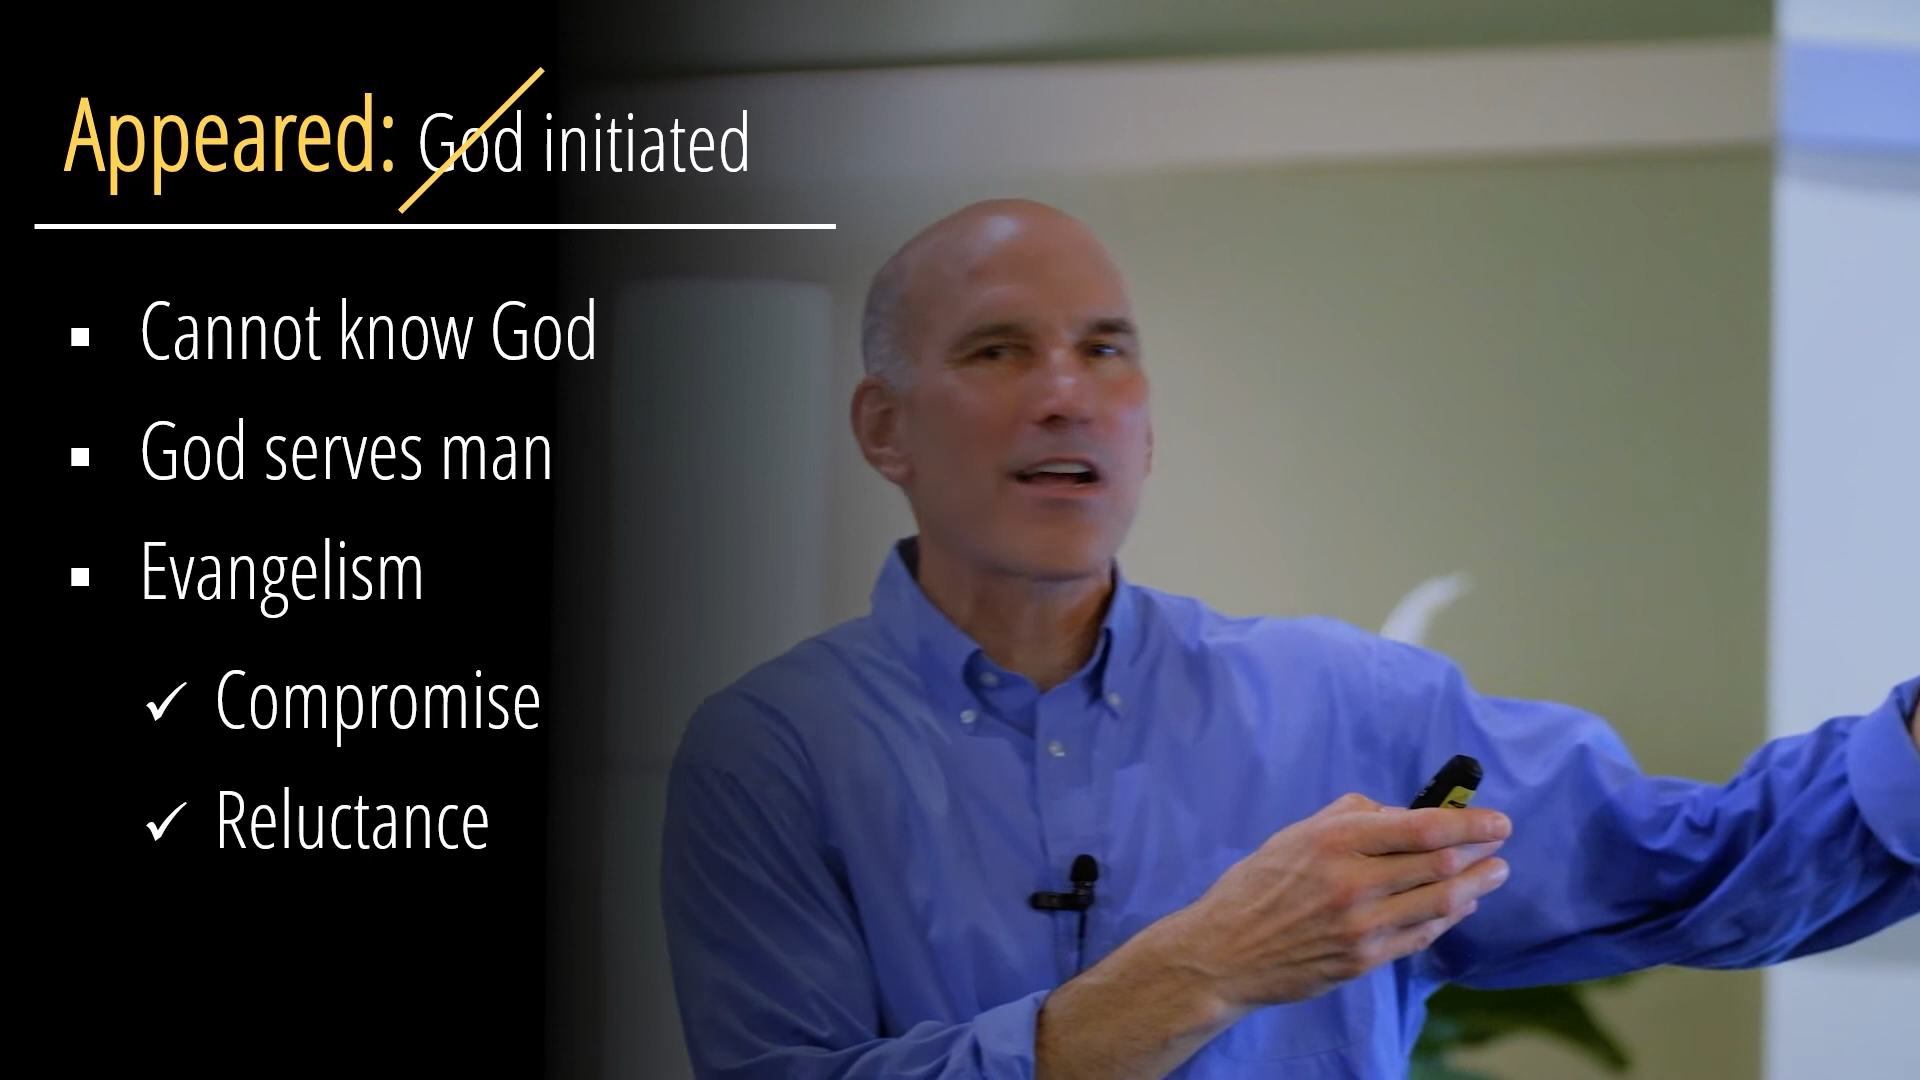 Appeared: God initiated
Cannot know God
God serves man
Evangelism
Compromise
Reluctance